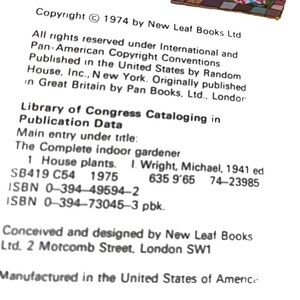 Copyright © 1974 by New Leaf Books Ltd
All rights reserved under International and
Pan-American Copyright Conventions
Published in the United States by Random
House, Inc., New York. Originally published
in Great Britain by Pan Books, Ltd., London
Library of Congress Cataloging in
Publication Data
Main entry under title:
The Complete indoor gardener
1 House plants. I. Wright, Michael, 1941 ed
SB419 C54 1975 635 9'65 74–23985
ISBN 0–394–49594–2
ISBN 0–394–73045–3 pbk.
Conceived and designed by New Leaf Books
Ltd, 2 Motcomb Street, London SW1
Manufactured in the United States of America